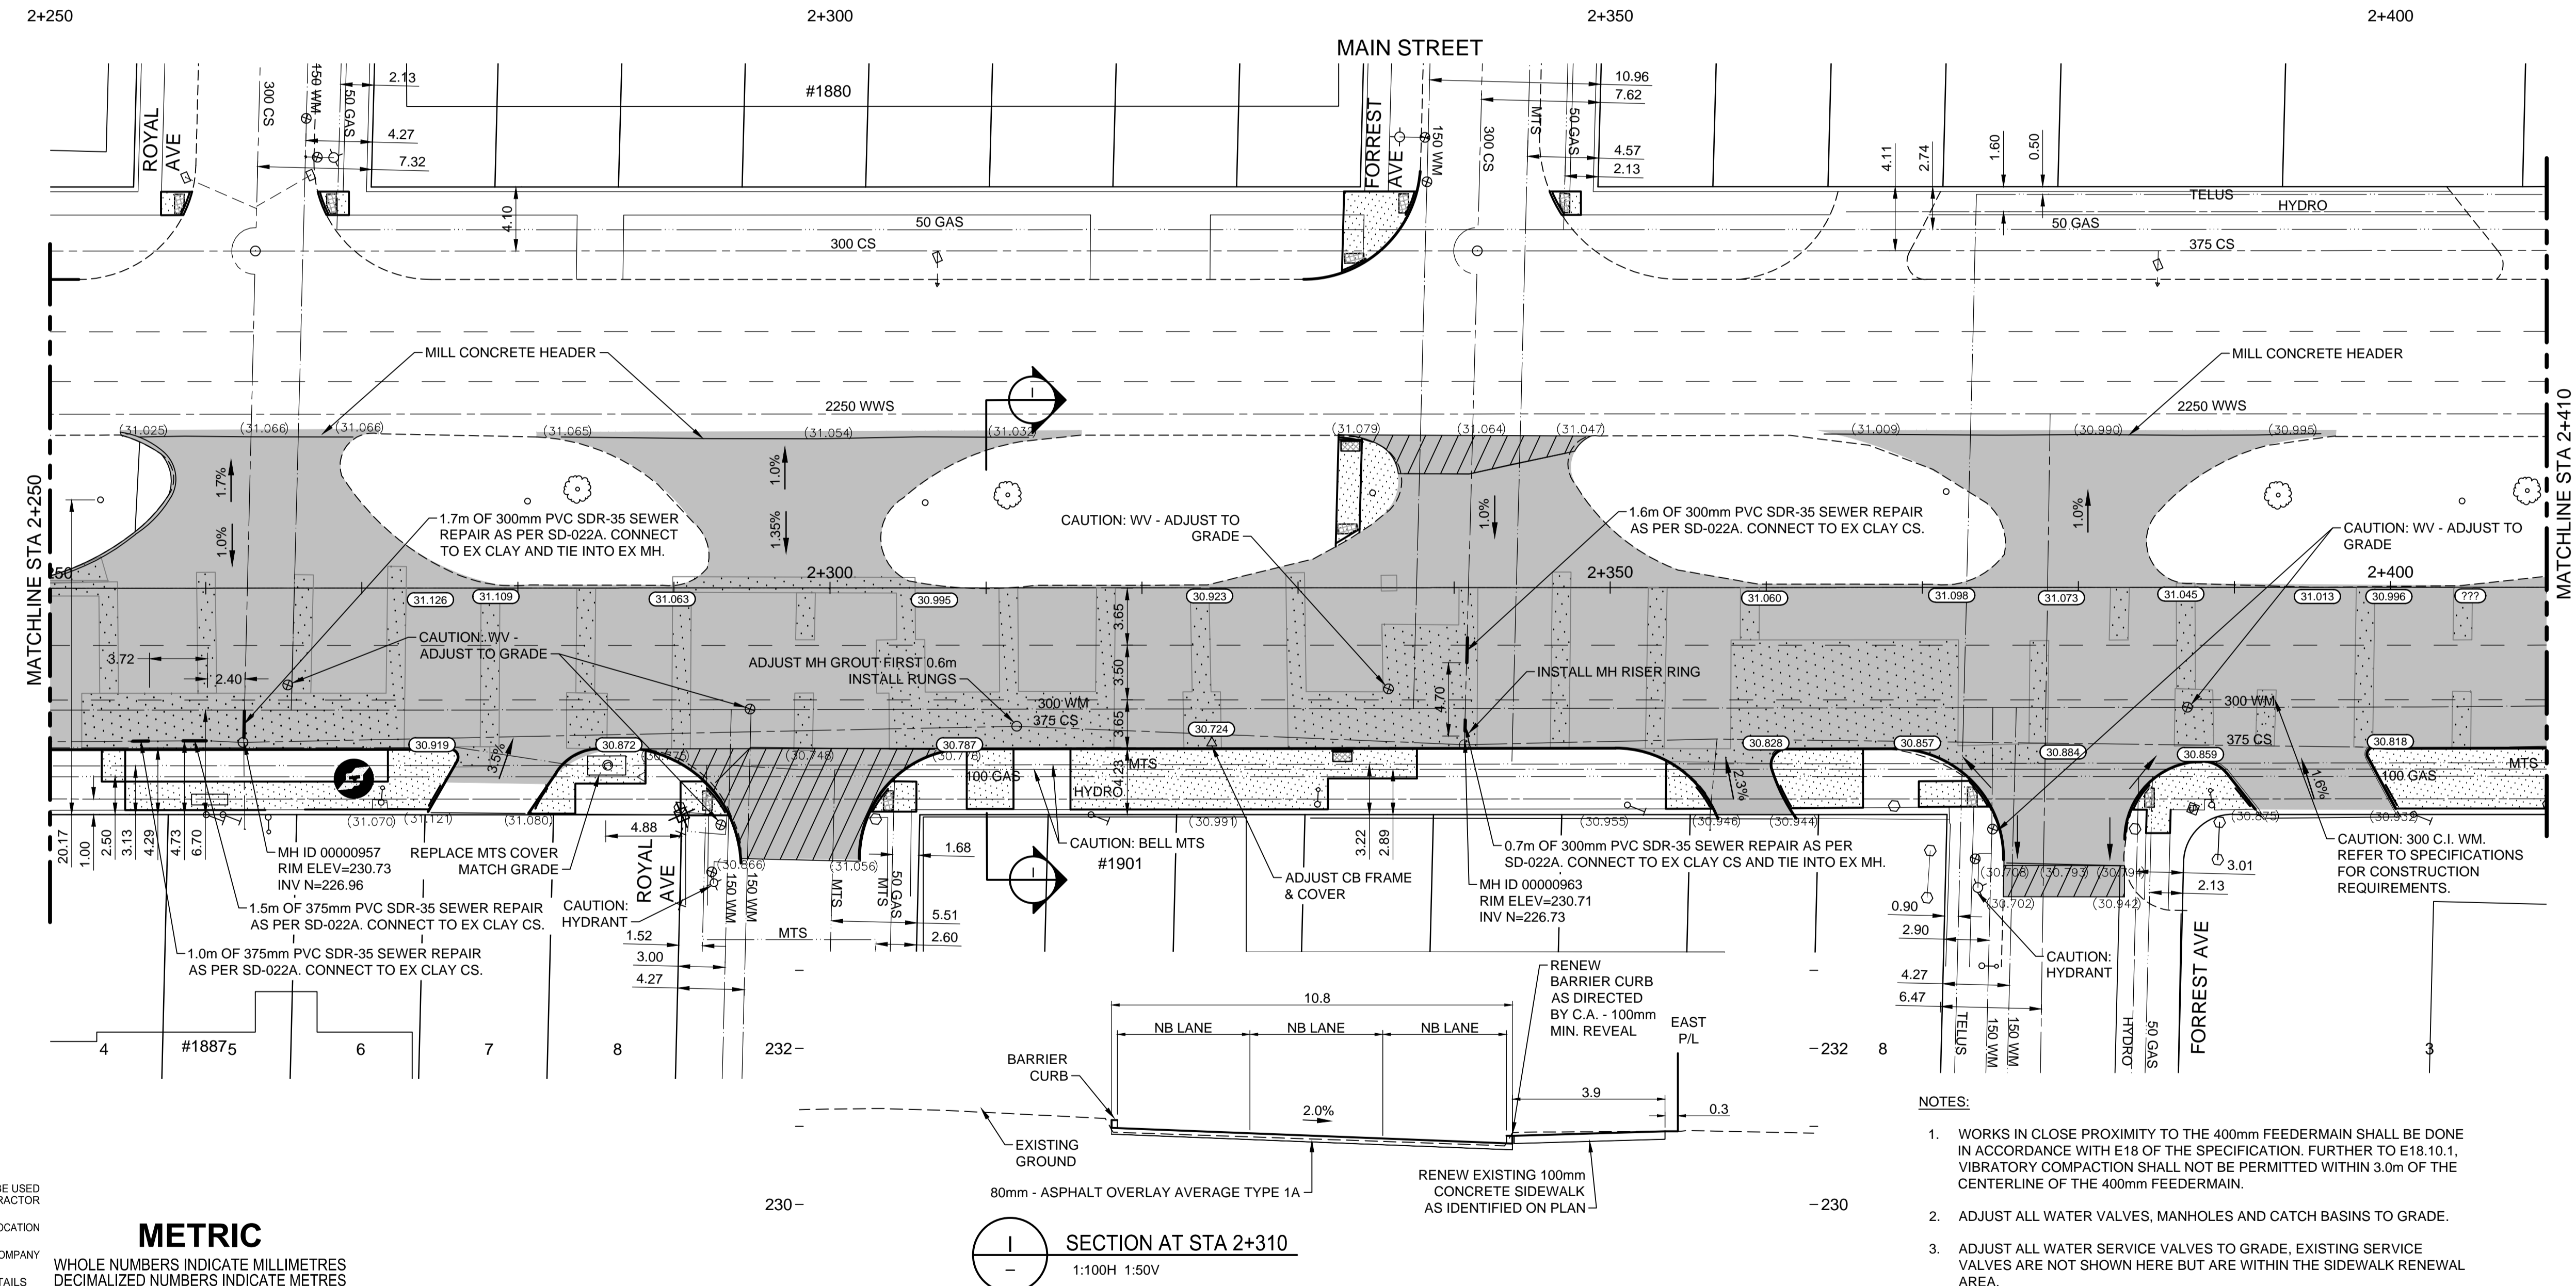 2+250
2+300
2+350
2+400
MAIN STREET
ROYAL
AVE
300 CS
150 WM
50 GAS
2.13
4.27
7.32
#1880
4.10
50 GAS
300 CS
FORREST
AVE
150 WM
300 CS
MTS
50 GAS
10.96
7.62
4.57
2.13
4.11
2.74
1.60
0.50
TELUS
HYDRO
50 GAS
375 CS
MILL CONCRETE HEADER
MILL CONCRETE HEADER
2250 WWS
2250 WWS
I
MATCHLINE STA 2+250
MATCHLINE STA 2+410
(31.025)
(31.066)
(31.066)
(31.065)
(31.054)
(31.032)
(31.079)
(31.064)
(31.047)
(31.009)
(30.990)
(30.995)
1.7%
1.0%
1.0%
1.35%
1.0%
1.0%
1.7m OF 300mm PVC SDR-35 SEWER
REPAIR AS PER SD-022A. CONNECT
TO EX CLAY AND TIE INTO EX MH.
CAUTION: WV - ADJUST TO
GRADE
1.6m OF 300mm PVC SDR-35 SEWER REPAIR
AS PER SD-022A. CONNECT TO EX CLAY CS.
CAUTION: WV - ADJUST TO
GRADE
250
2+300
2+350
2+400
31.126
31.109
31.063
30.995
30.923
31.060
31.098
31.073
31.045
31.013
30.996
???
CAUTION: WV -
ADJUST TO GRADE
ADJUST MH GROUT FIRST 0.6m
INSTALL RUNGS
INSTALL MH RISER RING
3.72
2.40
3.65
3.50
3.65
4.23
4.70
300 WM
375 CS
300 WM
375 CS
30.919
30.872
30.787
30.724
30.828
30.857
30.884
30.859
30.818
(30.748)
(30.778)
3.5%
2.3%
1.6%
MTS
100 GAS
HYDRO
MTS
100 GAS
(31.070)
(31.121)
(31.080)
(30.866)
(31.056)
(30.991)
(30.955)
(30.946)
(30.944)
(30.875)
(30.932)
(30.708)
(30.793)
(30.702)
(30.942)
20.17
1.00
2.50
3.13
4.29
4.73
6.70
MH ID 00000957
RIM ELEV=230.73
INV N=226.96
REPLACE MTS COVER
MATCH GRADE
4.88
ROYAL
AVE
CAUTION:
HYDRANT
1.5m OF 375mm PVC SDR-35 SEWER REPAIR
AS PER SD-022A. CONNECT TO EX CLAY CS.
1.0m OF 375mm PVC SDR-35 SEWER REPAIR
AS PER SD-022A. CONNECT TO EX CLAY CS.
150 WM
150 WM
MTS
MTS
50 GAS
1.68
5.51
2.60
1.52
3.00
4.27
MTS
I
CAUTION: BELL MTS
#1901
ADJUST CB FRAME
& COVER
3.22
2.89
0.7m OF 300mm PVC SDR-35 SEWER REPAIR AS PER
SD-022A. CONNECT TO EX CLAY CS AND TIE INTO EX MH.
MH ID 00000963
RIM ELEV=230.71
INV N=226.73
CAUTION: 300 C.I. WM.
REFER TO SPECIFICATIONS
FOR CONSTRUCTION
REQUIREMENTS.
3.01
2.13
0.90
2.90
4.27
6.47
CAUTION:
HYDRANT
TELUS
150 WM
150 WM
HYDRO
50 GAS
FORREST AVE
4
#1887
5
6
7
8
8
3
232
232
230
230
10.8
NB LANE
NB LANE
NB LANE
RENEW
BARRIER CURB
AS DIRECTED
BY C.A. - 100mm
MIN. REVEAL
EAST
P/L
BARRIER
CURB
2.0%
3.9
0.3
EXISTING
GROUND
80mm - ASPHALT OVERLAY AVERAGE TYPE 1A
RENEW EXISTING 100mm
CONCRETE SIDEWALK
AS IDENTIFIED ON PLAN
I
–
SECTION AT STA 2+310
1:100H 1:50V
NOTES:
1. WORKS IN CLOSE PROXIMITY TO THE 400mm FEEDERMAIN SHALL BE DONE
IN ACCORDANCE WITH E18 OF THE SPECIFICATION. FURTHER TO E18.10.1,
VIBRATORY COMPACTION SHALL NOT BE PERMITTED WITHIN 3.0m OF THE
CENTERLINE OF THE 400mm FEEDERMAIN.
2. ADJUST ALL WATER VALVES, MANHOLES AND CATCH BASINS TO GRADE.
3. ADJUST ALL WATER SERVICE VALVES TO GRADE, EXISTING SERVICE
VALVES ARE NOT SHOWN HERE BUT ARE WITHIN THE SIDEWALK RENEWAL
AREA.
BE USED
RACTOR
OCATION
OMPANY
TAILS
METRIC
WHOLE NUMBERS INDICATE MILLIMETRES
DECIMALIZED NUMBERS INDICATE METRES